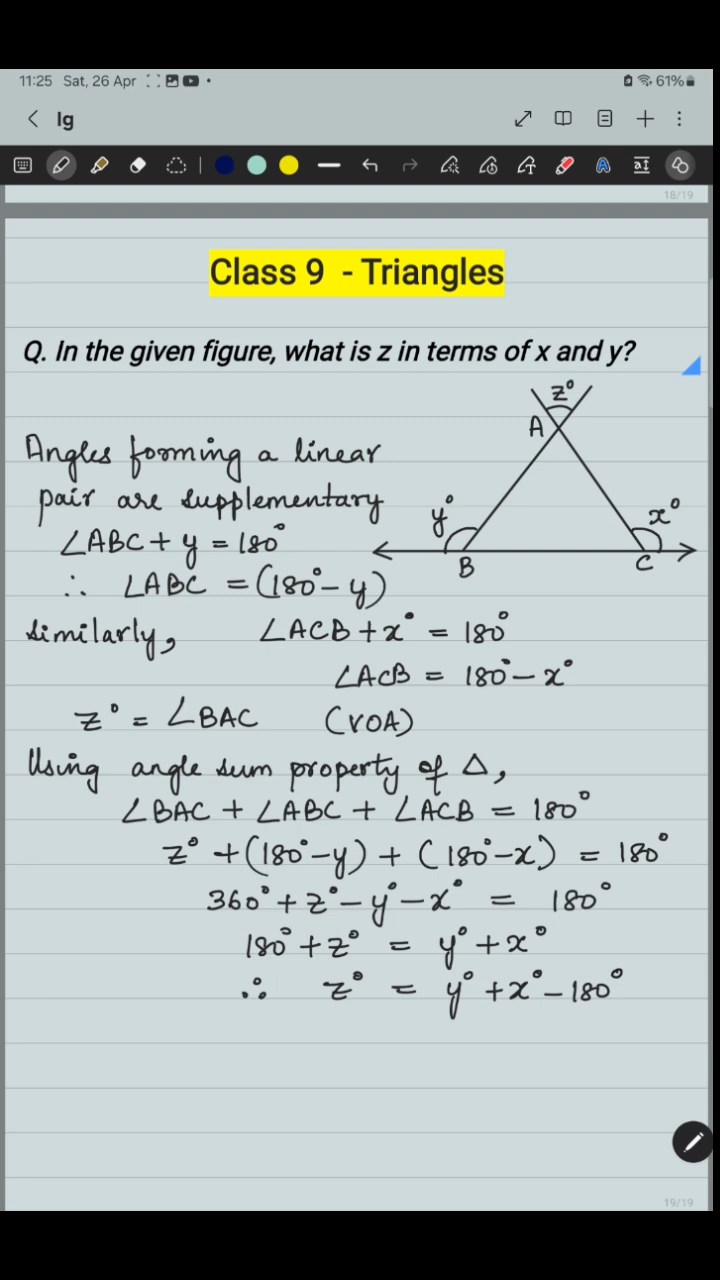 11:25 Sat, 26 Apr
61%
lg
18/19
Class 9 - Triangles
Q. In the given figure, what is z in terms of x and y?
z°
A
Angles forming a linear
pair are supplementary
y°
x°
B
C
∠ABC + y = 180°
∴ ∠ABC = (180° - y)
Similarly, ∠ACB + x° = 180°
∠ACB = 180° - x°
z° = ∠BAC (VOA)
Using angle sum property of △,
∠BAC + ∠ABC + ∠ACB = 180°
z° + (180° - y) + (180° - x) = 180°
360° + z° - y° - x° = 180°
180° + z° = y° + x°
∴ z° = y° + x° - 180°
19/19